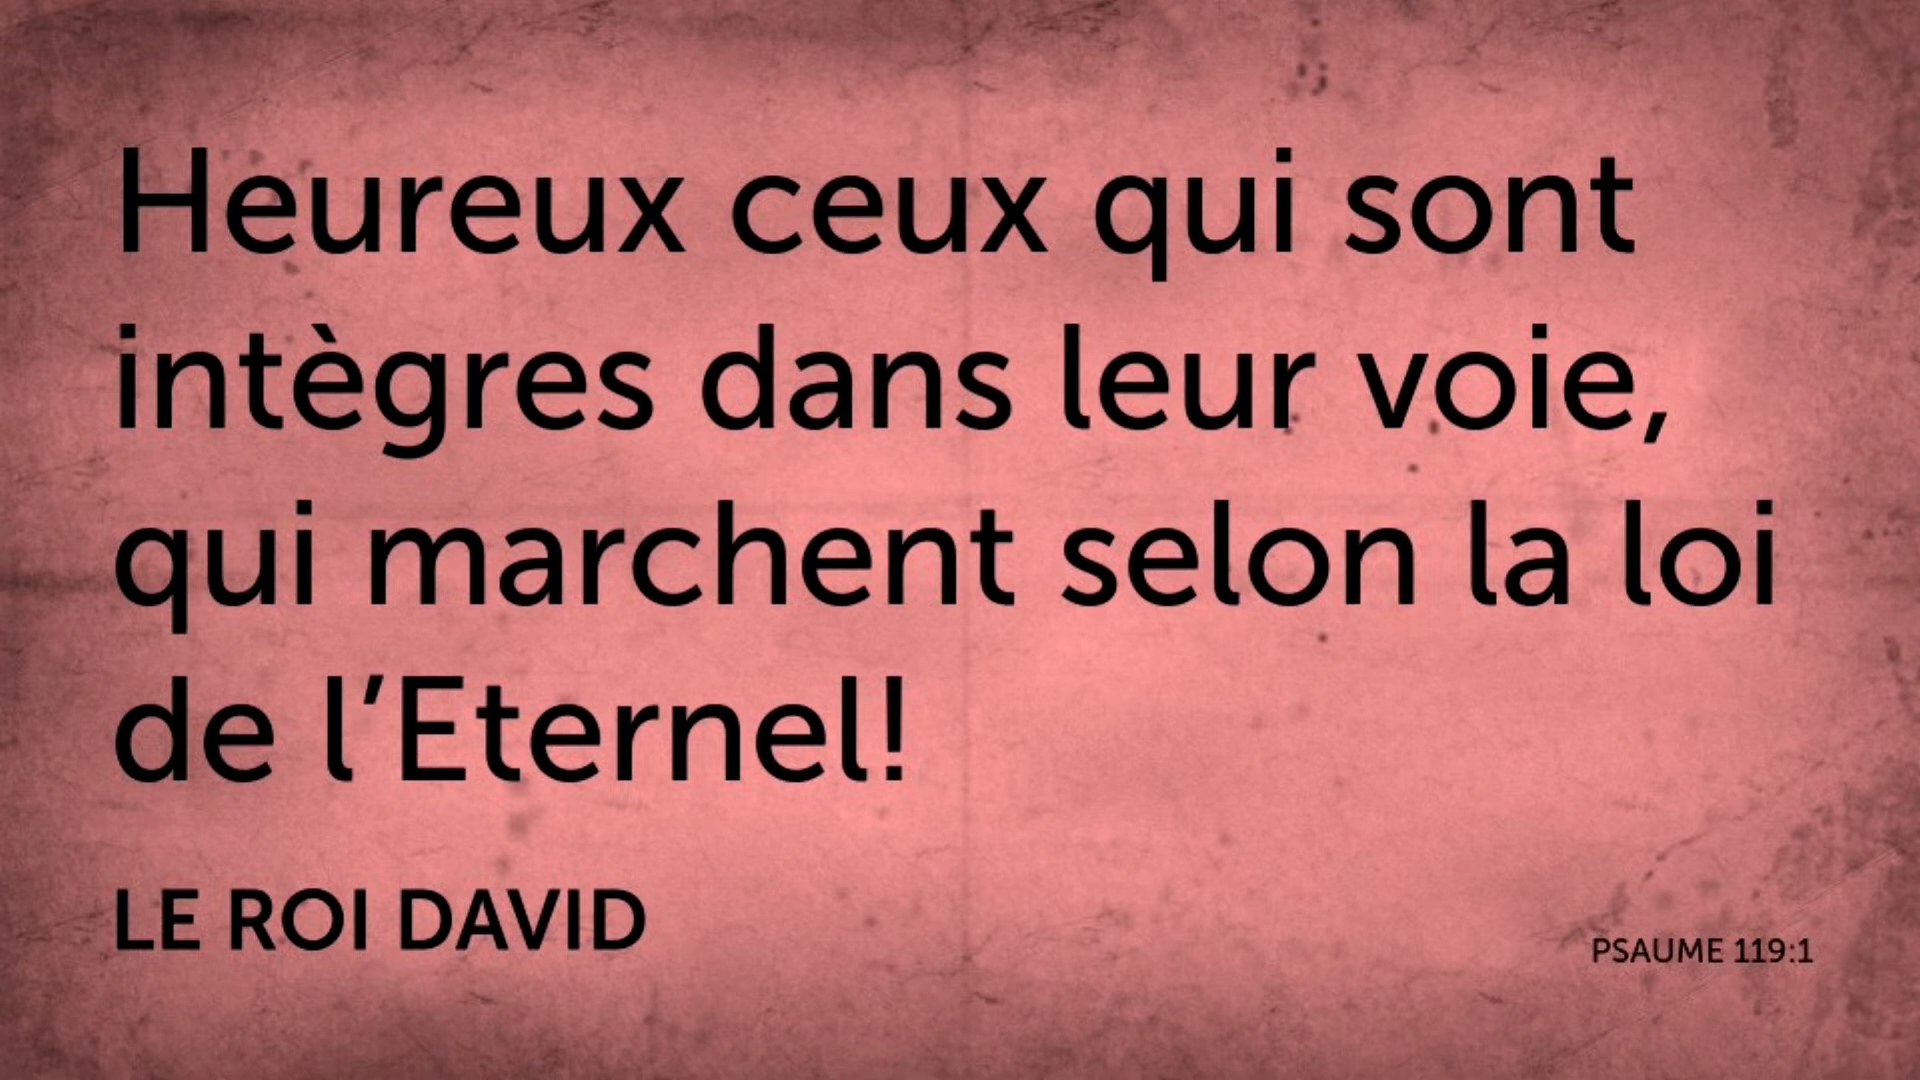 Heureux ceux qui sont
intègres dans leur voie,
qui marchent selon la loi
de l’Eternel!
LE ROI DAVID
PSAUME 119:1